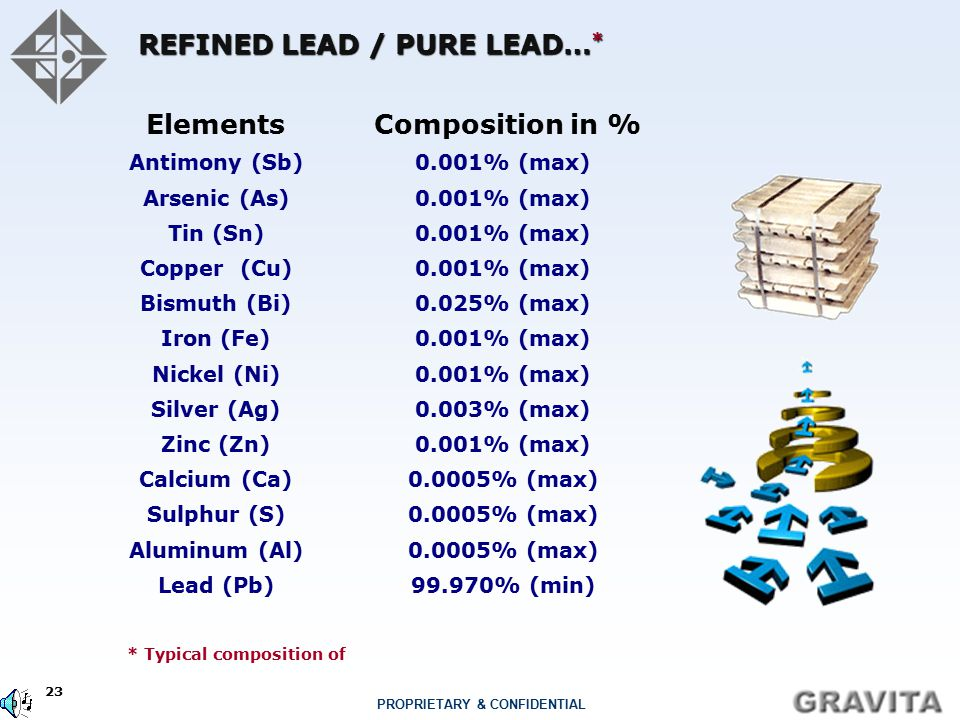 REFINED LEAD / PURE LEAD...*
Elements Composition in %
Antimony (Sb) 0.001% (max)
Arsenic (As) 0.001% (max)
Tin (Sn) 0.001% (max)
Copper (Cu) 0.001% (max)
Bismuth (Bi) 0.025% (max)
Iron (Fe) 0.001% (max)
Nickel (Ni) 0.001% (max)
Silver (Ag) 0.003% (max)
Zinc (Zn) 0.001% (max)
Calcium (Ca) 0.0005% (max)
Sulphur (S) 0.0005% (max)
Aluminum (Al) 0.0005% (max)
Lead (Pb) 99.970% (min)
* Typical composition of
23
PROPRIETARY & CONFIDENTIAL
GRAVITA